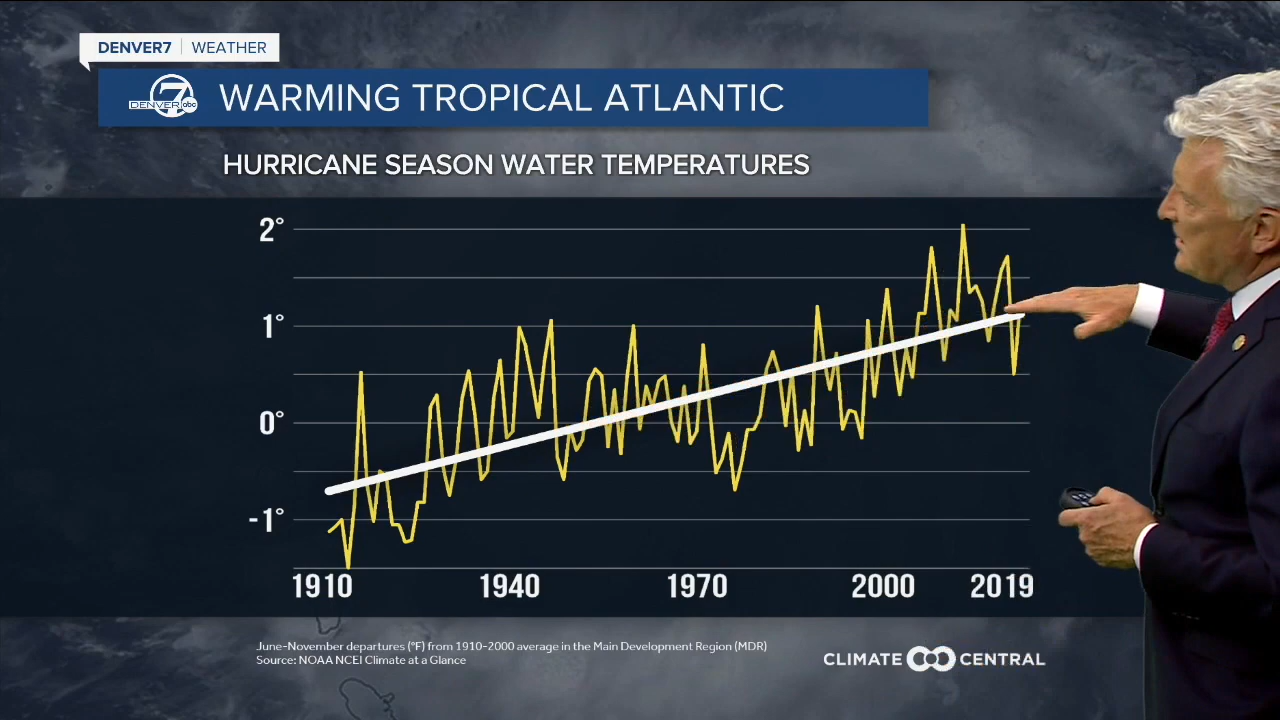 DENVER7 | WEATHER
DENVER 7 abc
WARMING TROPICAL ATLANTIC
HURRICANE SEASON WATER TEMPERATURES
2°
1°
0°
-1°
1910 1940 1970 2000 2019
June–November departures (°F) from 1910–2000 average in the Main Development Region (MDR)
Source: NOAA NCEI Climate at a Glance
CLIMATE CENTRAL